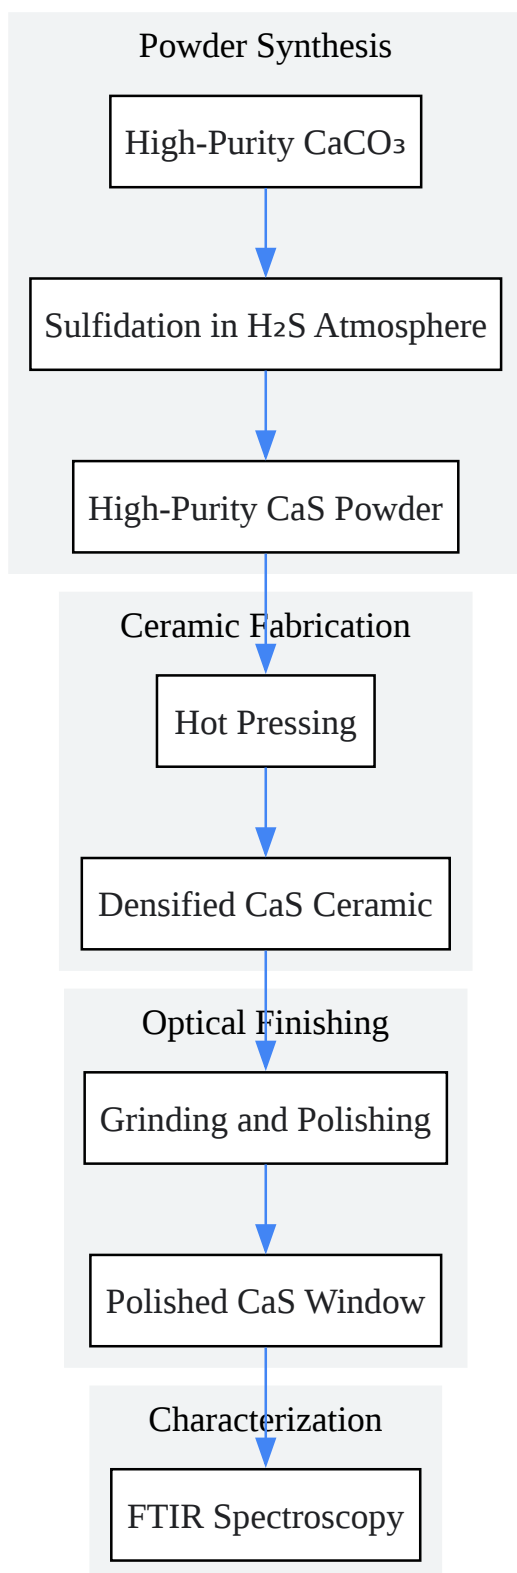 Powder Synthesis
High-Purity CaCO₃
Sulfidation in H₂S Atmosphere
High-Purity CaS Powder
Ceramic Fabrication
Hot Pressing
Densified CaS Ceramic
Optical Finishing
Grinding and Polishing
Polished CaS Window
Characterization
FTIR Spectroscopy